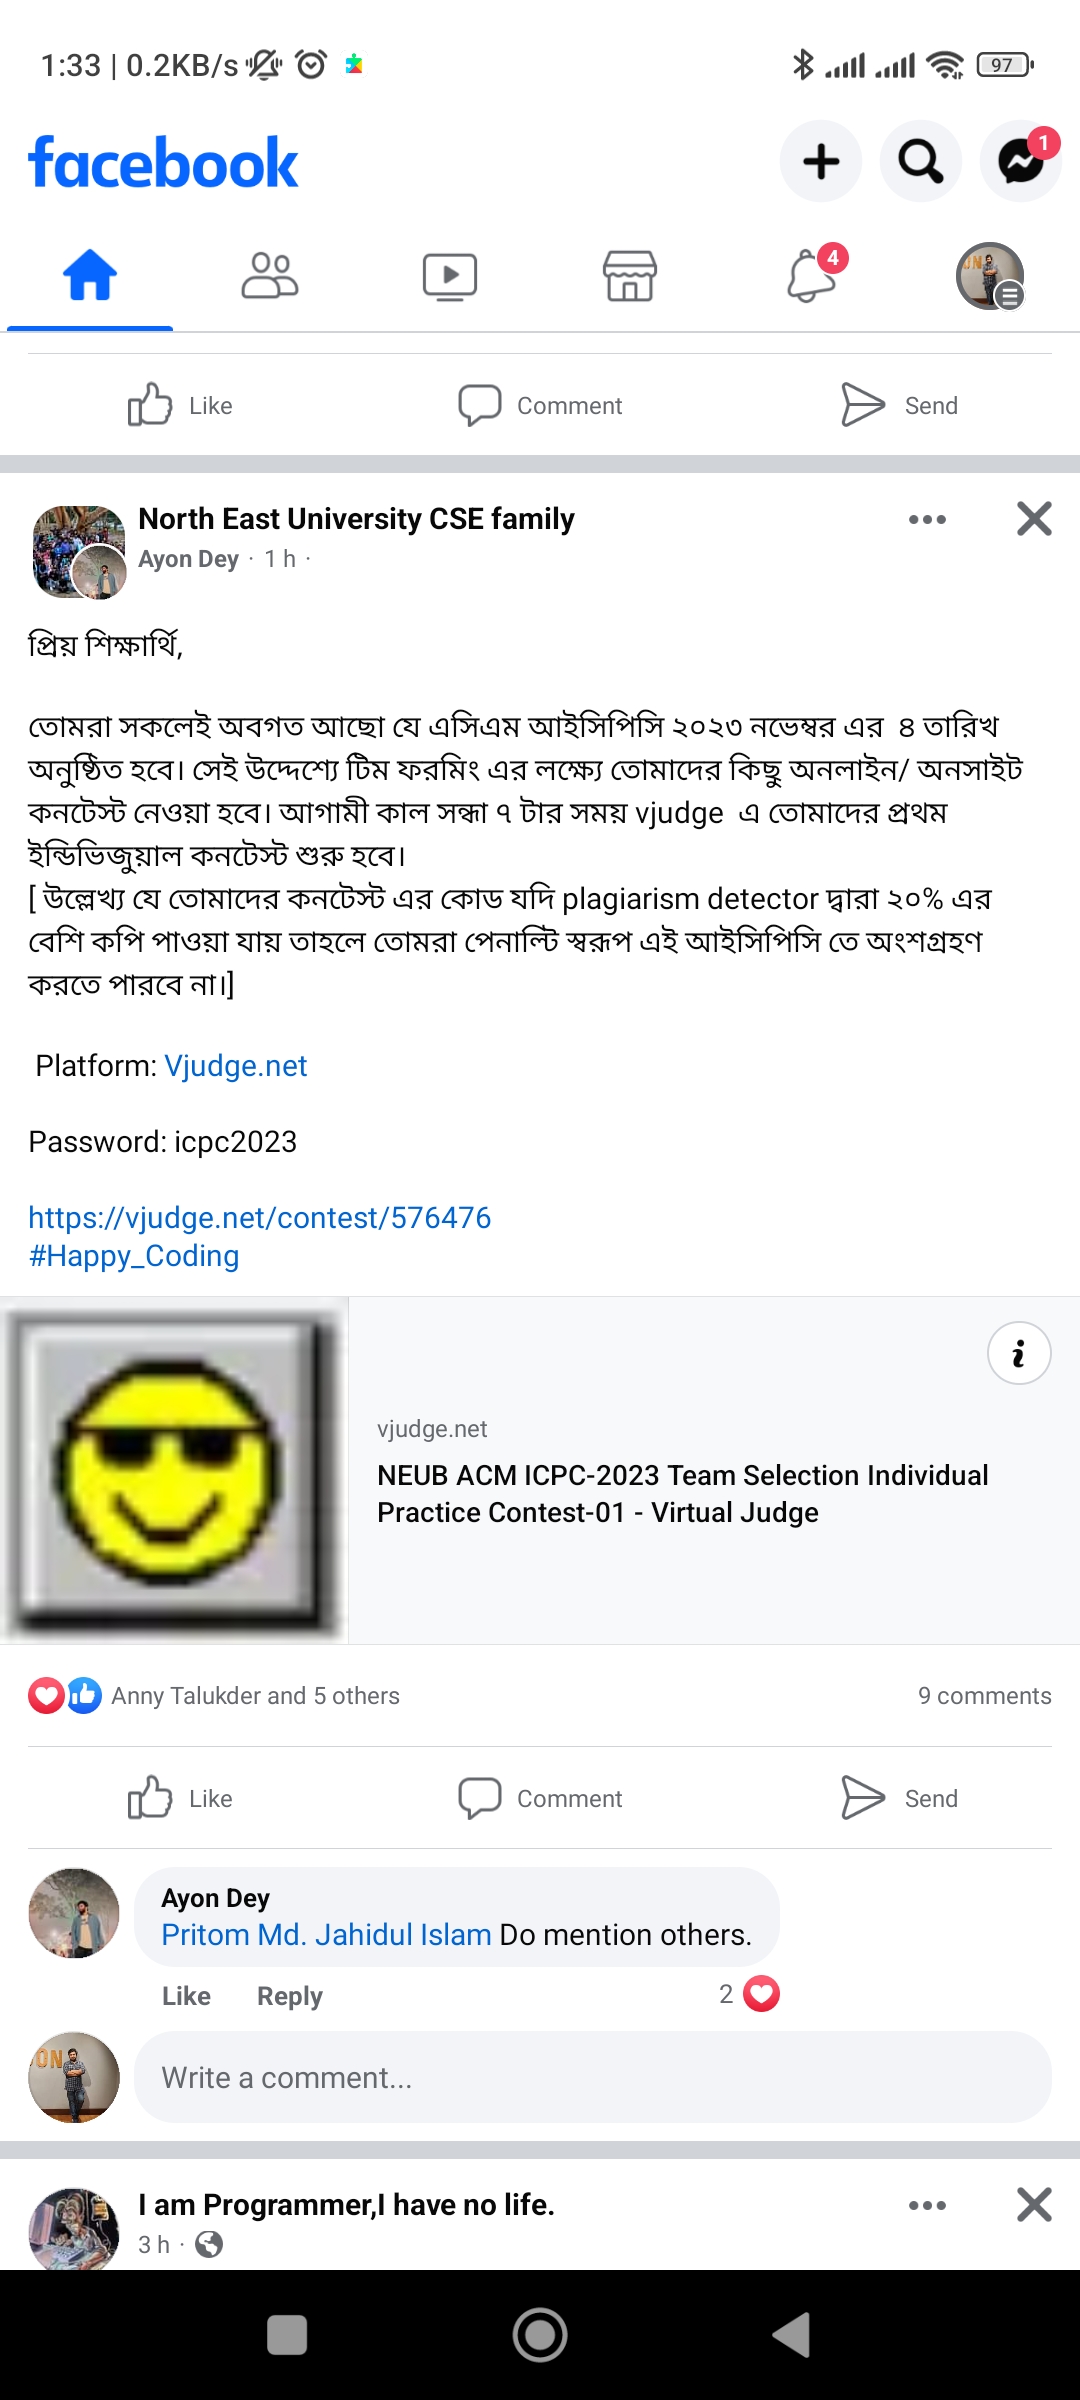 1:33 | 0.2KB/s
97
facebook
1
4
Like Comment Send
North East University CSE family
Ayon Dey · 1 h ·
প্রিয় শিক্ষার্থি,
তোমরা সকলেই অবগত আছো যে এসিএম আইসিপিসি ২০২৩ নভেম্বর এর ৪ তারিখ
অনুষ্ঠিত হবে। সেই উদ্দেশ্যে টিম ফরমিং এর লক্ষ্যে তোমাদের কিছু অনলাইন/ অনসাইট
কনটেস্ট নেওয়া হবে। আগামী কাল সন্ধা ৭ টার সময় vjudge এ তোমাদের প্রথম
ইন্ডিভিজুয়াল কনটেস্ট শুরু হবে।
[ উল্লেখ্য যে তোমাদের কনটেস্ট এর কোড যদি plagiarism detector দ্বারা ২০% এর
বেশি কপি পাওয়া যায় তাহলে তোমরা পেনাল্টি স্বরূপ এই আইসিপিসি তে অংশগ্রহণ
করতে পারবে না।]
Platform: Vjudge.net
Password: icpc2023
https://vjudge.net/contest/576476
#Happy_Coding
vjudge.net
NEUB ACM ICPC-2023 Team Selection Individual
Practice Contest-01 - Virtual Judge
Anny Talukder and 5 others 9 comments
Like Comment Send
Ayon Dey
Pritom Md. Jahidul Islam Do mention others.
Like Reply 2
Write a comment...
I am Programmer,I have no life.
3 h ·